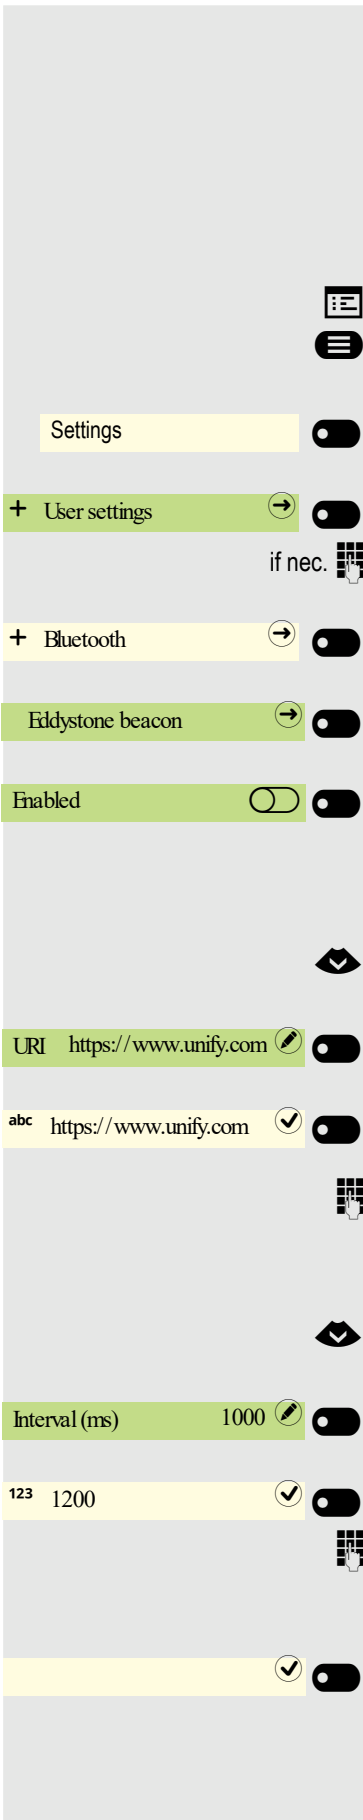 Settings
+ User settings
if nec.
+ Bluetooth
Eddystone beacon
Enabled
URI https://www.unify.com
abc https://www.unify.com
Interval (ms) 1000
123 1200